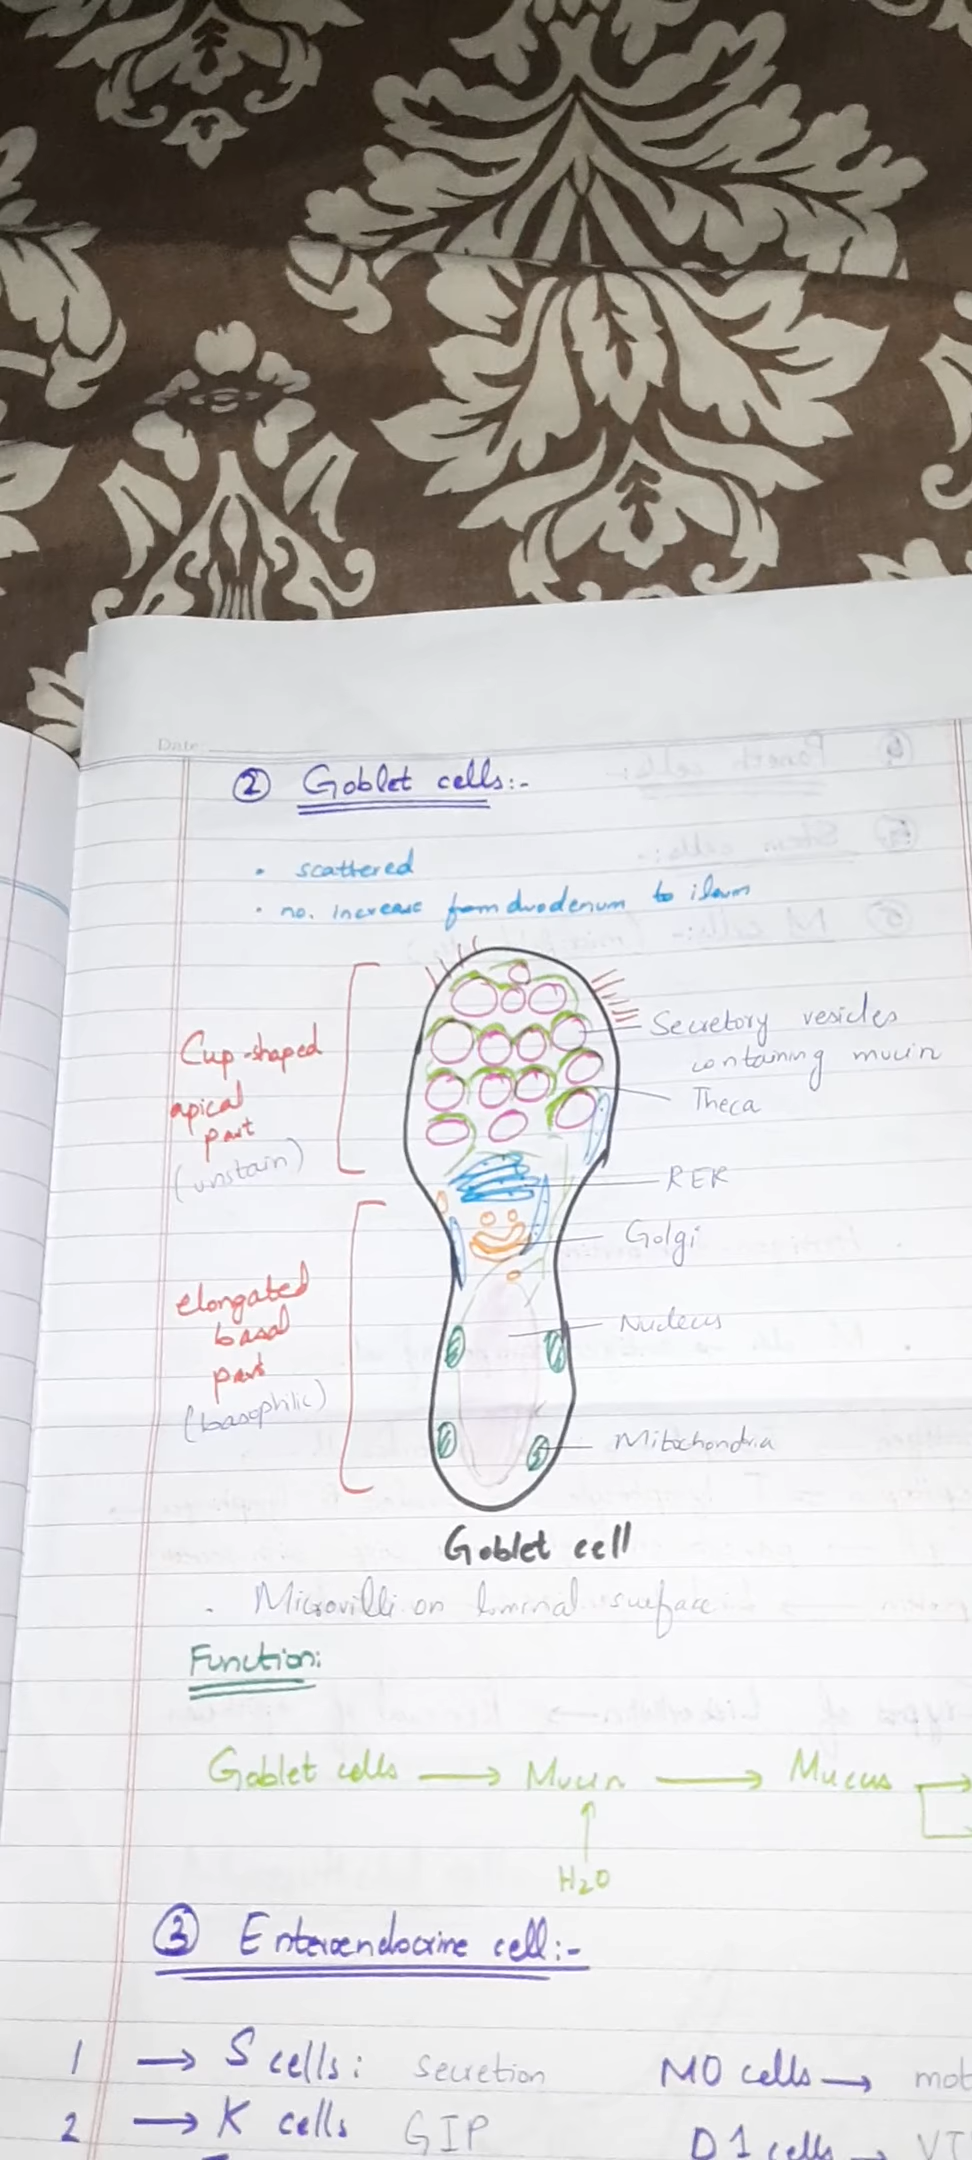 Date:
② Goblet cells:-
• scattered
• no. increase from duodenum to ileum
Cup-shaped
apical
part
(unstain)
Secretory vesicles
containing mucin
Theca
RER
Golgi
elongated
basal
part
(basophilic)
Nucleus
Mitochondria
Goblet cell
• Microvilli on luminal surface
Function:
Goblet cells → Mucin → Mucus →
↑
H₂O
③ Enteroendocrine cell:-
1 → S cells: secretion MO cells → mot
2 → K cells GIP D1 cells → VI